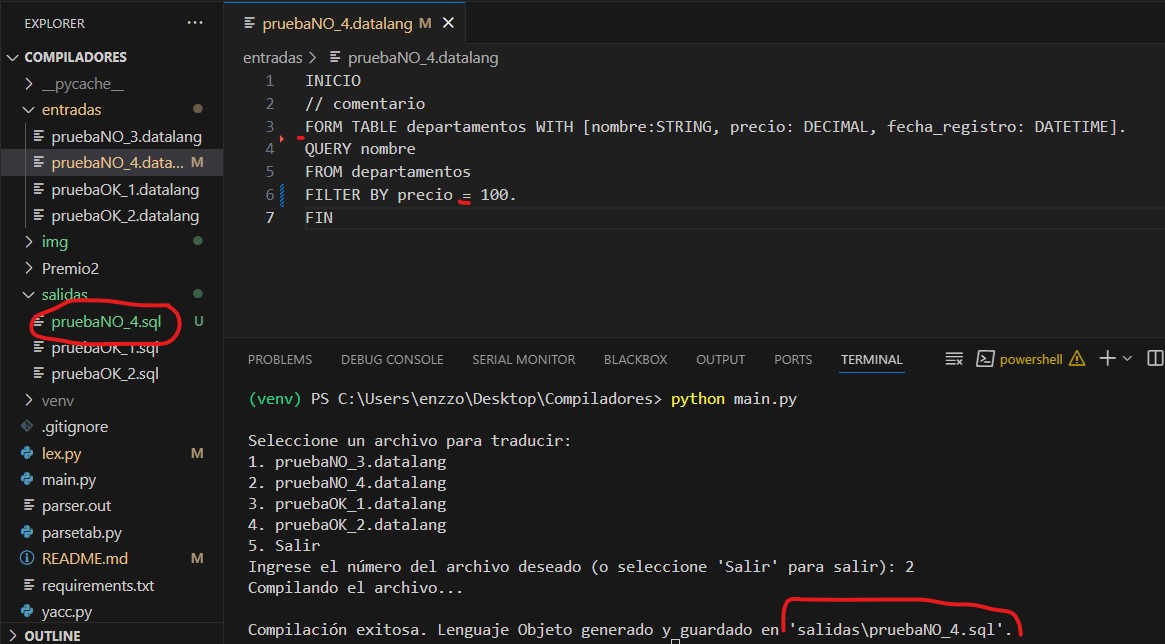 EXPLORER
COMPILADORES
__pycache__
entradas
pruebaNO_3.datalang
pruebaNO_4.data... M
pruebaOK_1.datalang
pruebaOK_2.datalang
img
Premio2
salidas
pruebaNO_4.sql U
pruebaOK_1.sql
pruebaOK_2.sql
venv
.gitignore
lex.py M
main.py
parser.out
parsetab.py
README.md M
requirements.txt
yacc.py
OUTLINE
pruebaNO_4.datalang M
entradas > pruebaNO_4.datalang
1 INICIO
2 // comentario
3 FORM TABLE departamentos WITH [nombre:STRING, precio: DECIMAL, fecha_registro: DATETIME].
4 QUERY nombre
5 FROM departamentos
6 FILTER BY precio = 100.
7 FIN
PROBLEMS DEBUG CONSOLE SERIAL MONITOR BLACKBOX OUTPUT PORTS TERMINAL powershell
(venv) PS C:\Users\enzzo\Desktop\Compiladores> python main.py
Seleccione un archivo para traducir:
1. pruebaNO_3.datalang
2. pruebaNO_4.datalang
3. pruebaOK_1.datalang
4. pruebaOK_2.datalang
5. Salir
Ingrese el número del archivo deseado (o seleccione 'Salir' para salir): 2
Compilando el archivo...
Compilación exitosa. Lenguaje Objeto generado y guardado en 'salidas\pruebaNO_4.sql'.